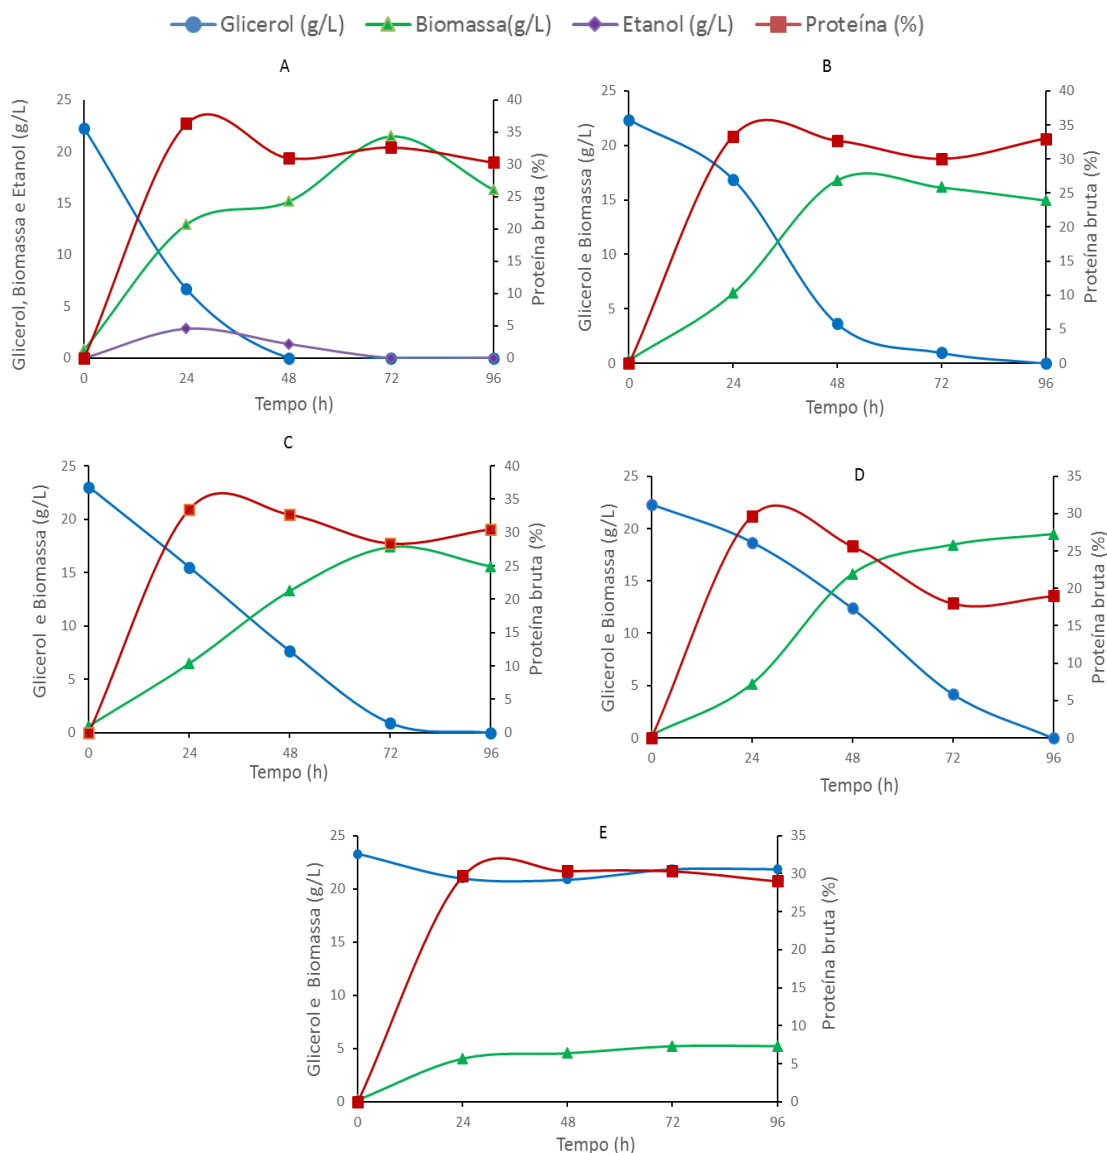 Glicerol (g/L) Biomassa(g/L) Etanol (g/L) Proteína (%)
A
Glicerol, Biomassa e Etanol (g/L)
25
20
15
10
5
0
40
35
30
25
20
15
10
5
0
Proteína bruta (%)
0 24 48 72 96
Tempo (h)
B
Glicerol e Biomassa (g/L)
25
20
15
10
5
0
40
35
30
25
20
15
10
5
0
Proteína bruta (%)
0 24 48 72 96
Tempo (h)
C
Glicerol e Biomassa (g/L)
25
20
15
10
5
0
40
35
30
25
20
15
10
5
0
Proteína bruta (%)
0 24 48 72 96
Tempo (h)
D
Glicerol e Biomassa (g/L)
25
20
15
10
5
0
35
30
25
20
15
10
5
0
Proteína bruta (%)
0 24 48 72 96
Tempo (h)
E
Glicerol e Biomassa (g/L)
25
20
15
10
5
0
35
30
25
20
15
10
5
0
Proteína bruta (%)
0 24 48 72 96
Tempo (h)